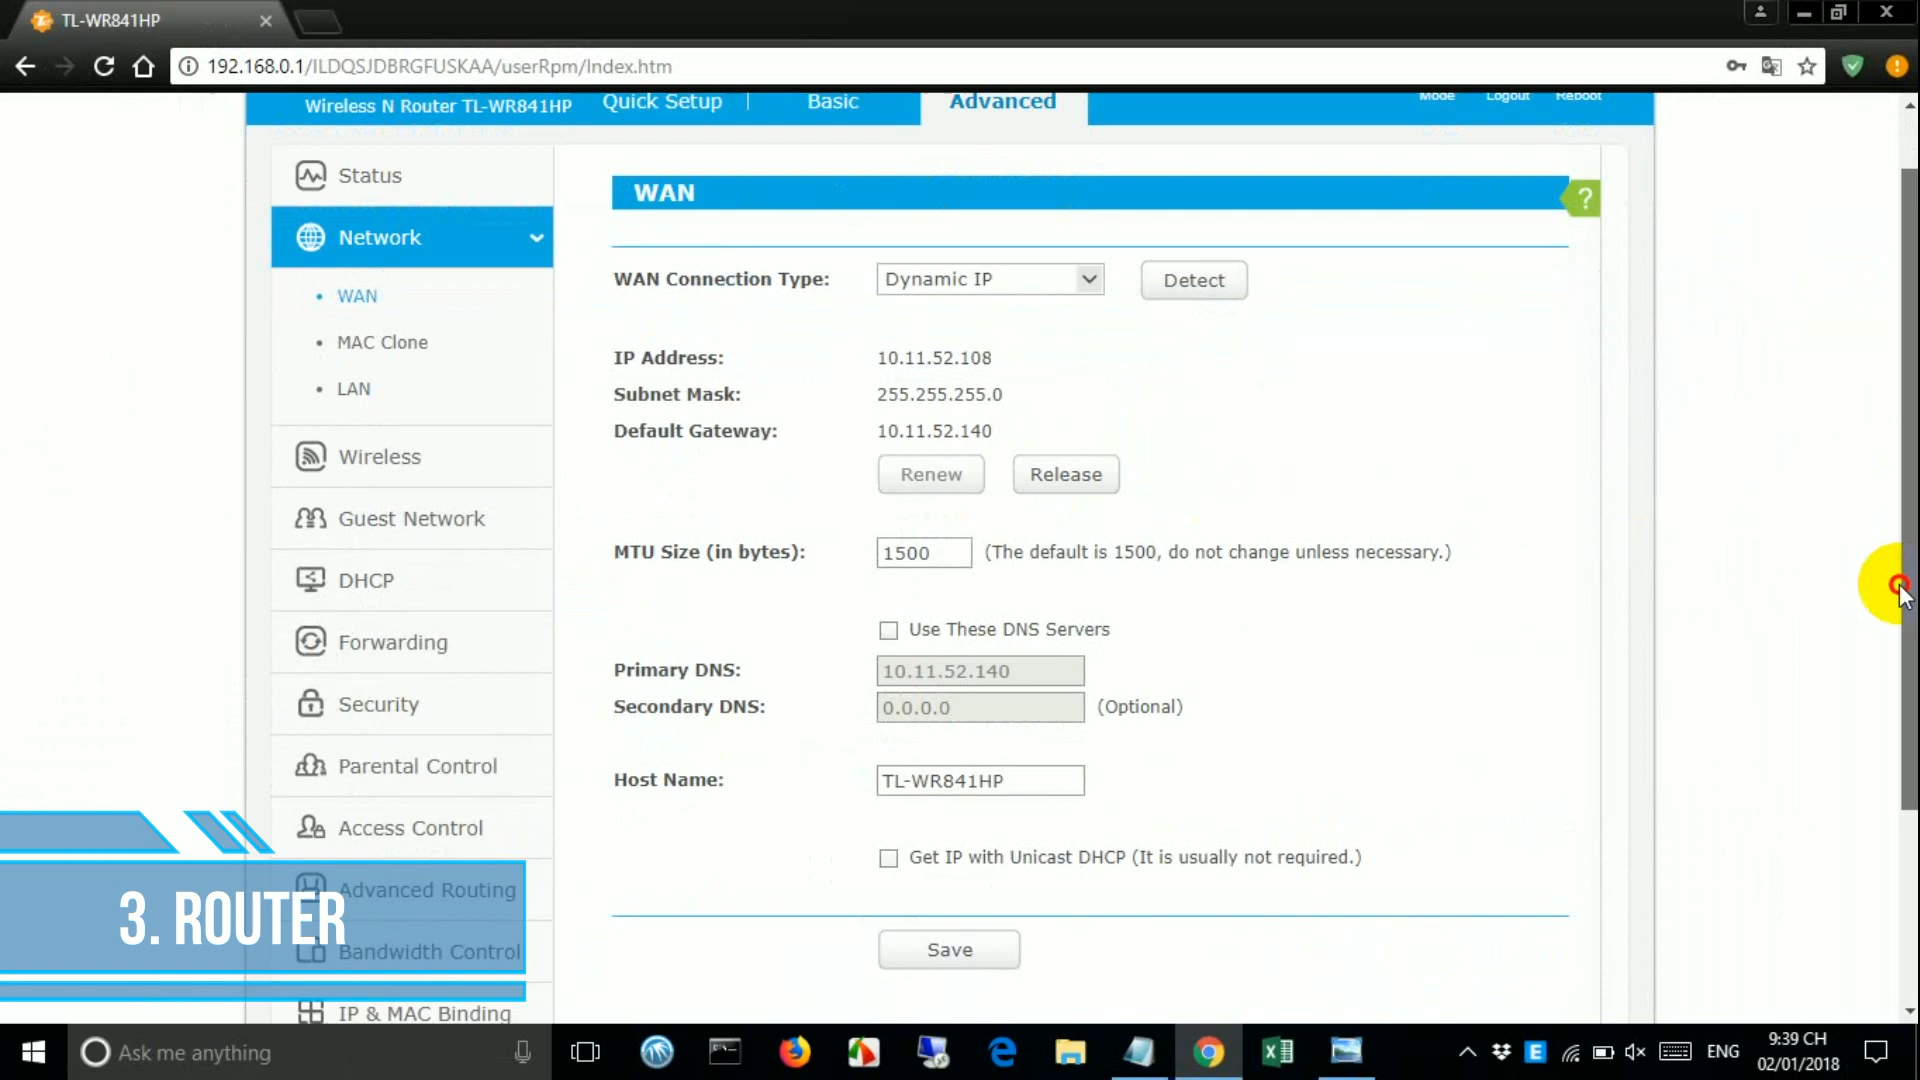 TL-WR841HP
192.168.0.1/ILDQSJDBRGFUSKAA/userRpm/Index.htm
Wireless N Router TL-WR841HP Quick Setup | Basic Advanced Mode Logout Reboot
Status
Network
WAN
MAC Clone
LAN
Wireless
Guest Network
DHCP
Forwarding
Security
Parental Control
Access Control
Advanced Routing
Bandwidth Control
IP & MAC Binding
WAN
?
WAN Connection Type: Dynamic IP Detect
IP Address: 10.11.52.108
Subnet Mask: 255.255.255.0
Default Gateway: 10.11.52.140
Renew Release
MTU Size (in bytes): 1500 (The default is 1500, do not change unless necessary.)
Use These DNS Servers
Primary DNS: 10.11.52.140
Secondary DNS: 0.0.0.0 (Optional)
Host Name: TL-WR841HP
Get IP with Unicast DHCP (It is usually not required.)
Save
3. ROUTER
Ask me anything
ENG
9:39 CH
02/01/2018